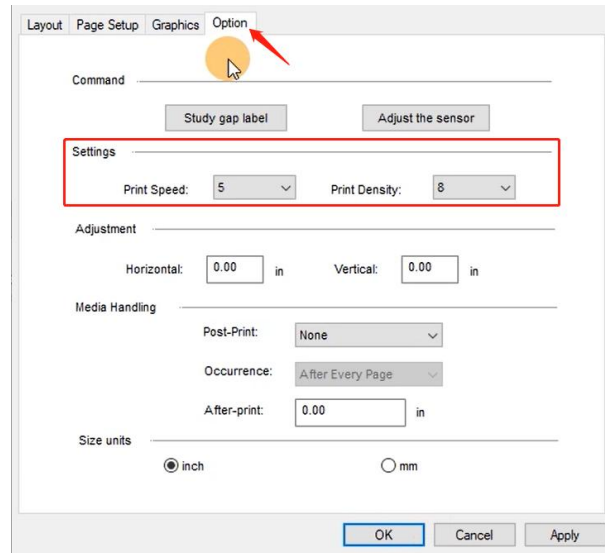 Layout Page Setup Graphics Option
Command
Study gap label Adjust the sensor
Settings
Print Speed: 5 Print Density: 8
Adjustment
Horizontal: 0.00 in Vertical: 0.00 in
Media Handling
Post-Print: None
Occurrence: After Every Page
After-print: 0.00 in
Size units
inch mm
OK Cancel Apply